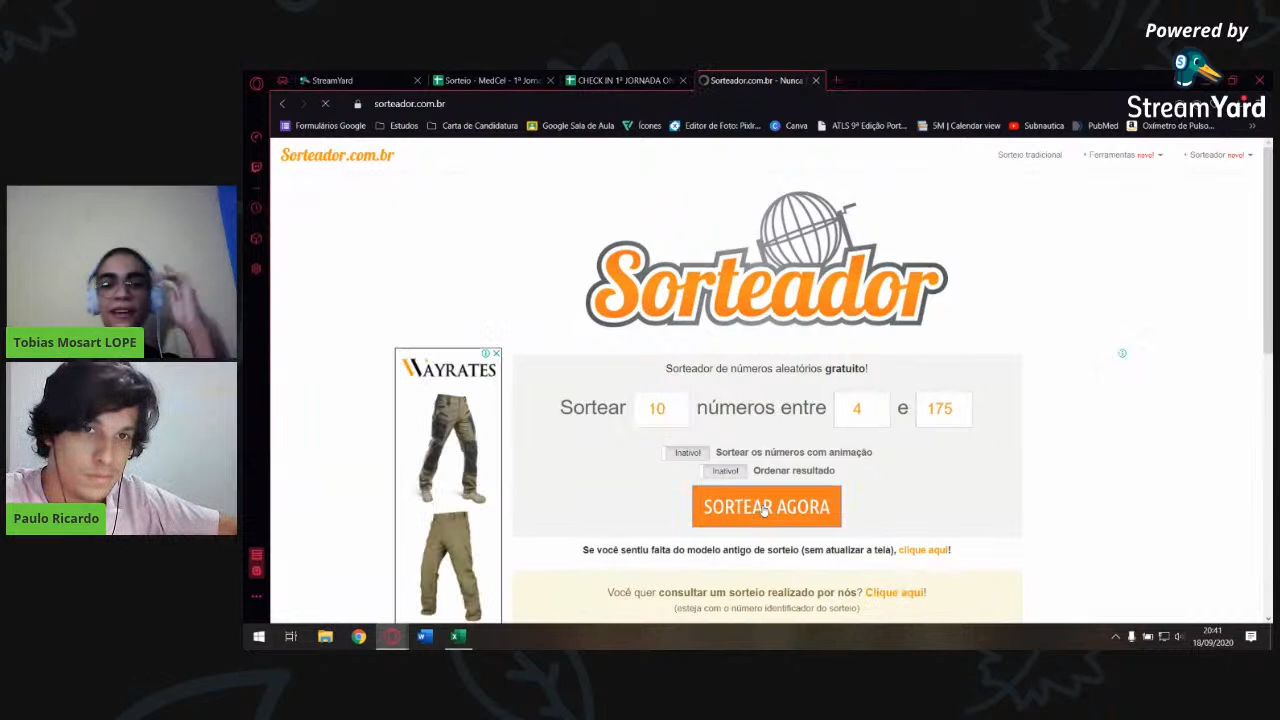 Powered by
StreamYard
StreamYard
Sorteio - MedCel - 1ª Jorna
CHECK IN 1ª JORNADA ON
Sorteador.com.br - Nunca
sorteador.com.br
Formulários Google
Estudos
Carta de Candidatura
Google Sala de Aula
Ícones
Editor de Foto: Pixlr...
Canva
ATLS 9ª Edição Port...
5M | Calendar view
Subnautica
PubMed
Oxímetro de Pulso...
Sorteador.com.br
Sorteio tradicional
+ Ferramentas novo!
+ Sorteador novo!
Sorteador
Tobias Mosart LOPE
Paulo Ricardo
WAYRATES
Sorteador de números aleatórios gratuito!
Sortear 10 números entre 4 e 175
Inativo! Sortear os números com animação
Inativo! Ordenar resultado
SORTEAR AGORA
Se você sentiu falta do modelo antigo de sorteio (sem atualizar a tela), clique aqui!
Você quer consultar um sorteio realizado por nós? Clique aqui!
(esteja com o número identificador do sorteio)
20:41
18/09/2020